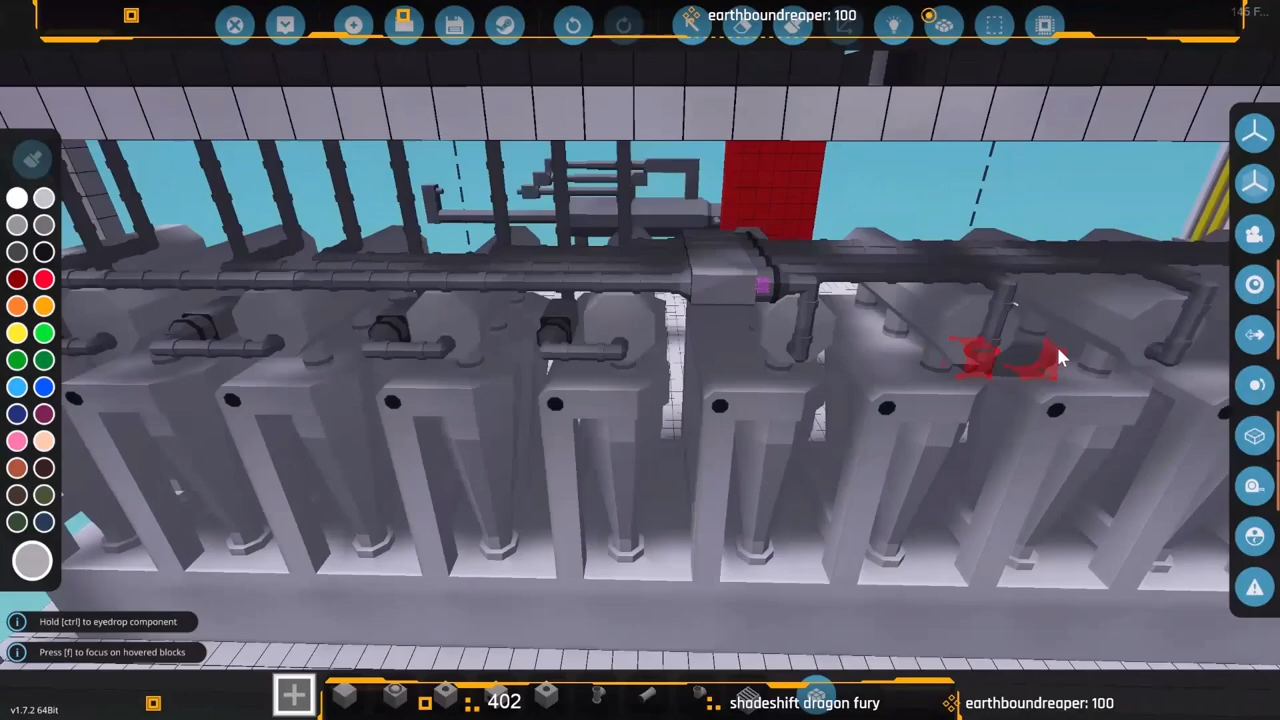 earthboundreaper: 100
Hold [ctrl] to eyedrop component
Press [f] to focus on hovered blocks
402
shadeshift dragon fury
earthboundreaper: 100
v1.7.2 64Bit